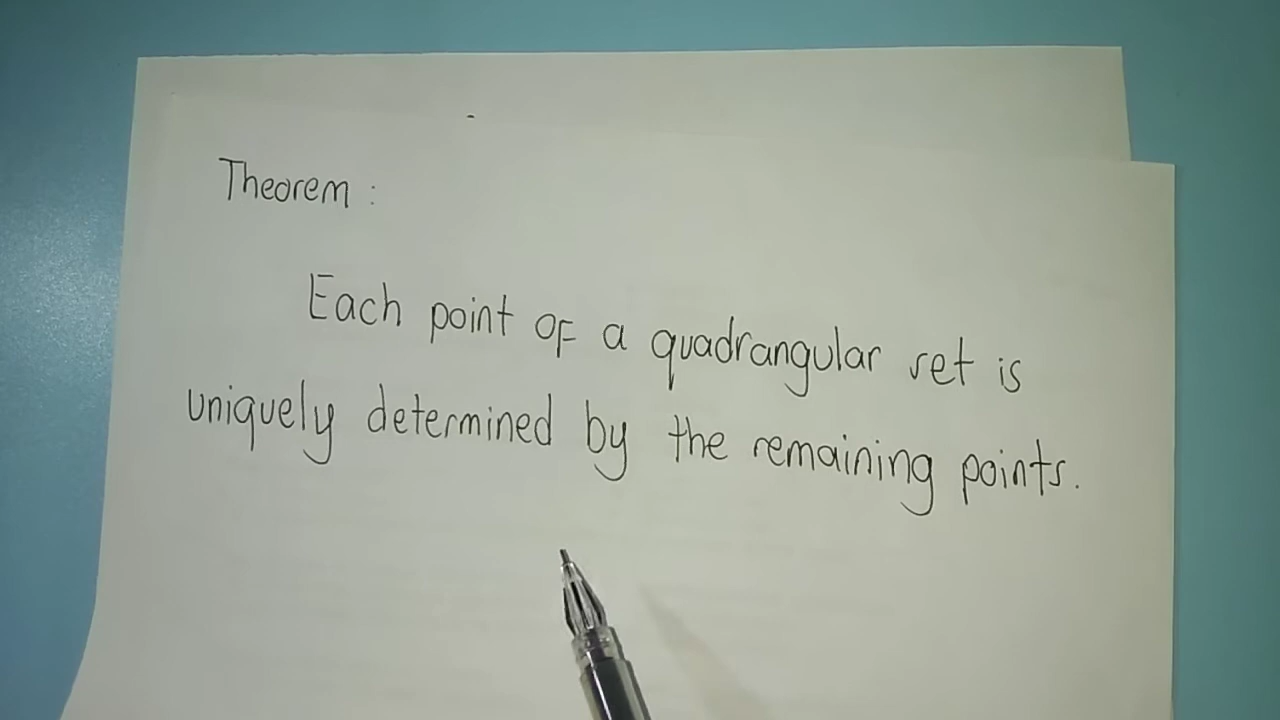 Theorem :
Each point of a quadrangular set is
uniquely determined by the remaining points.